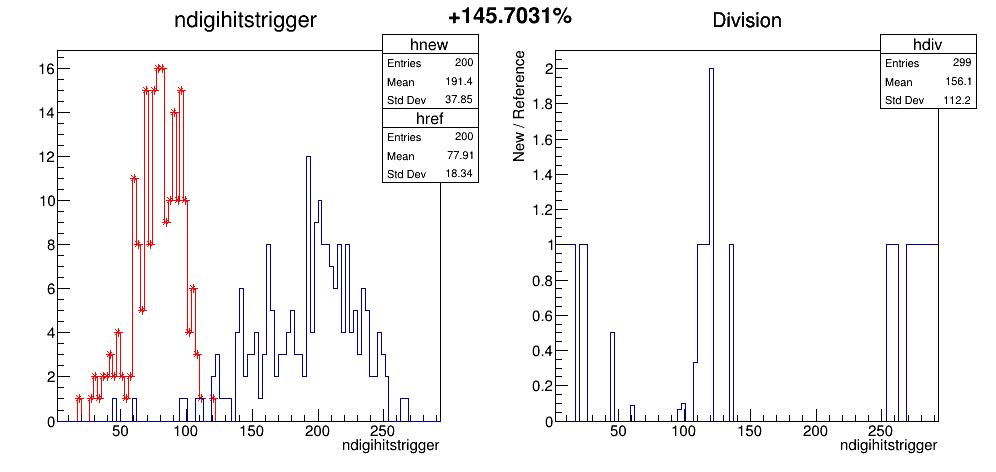 +145.7031%
ndigihitstrigger
hnew
Entries 200
Mean 191.4
Std Dev 37.85
href
Entries 200
Mean 77.91
Std Dev 18.34
16
14
12
10
8
6
4
2
0
50 100 150 200 250
ndigihitstrigger
Division
hdiv
Entries 299
Mean 156.1
Std Dev 112.2
New / Reference
2
1.8
1.6
1.4
1.2
1
0.8
0.6
0.4
0.2
0
50 100 150 200 250
ndigihitstrigger